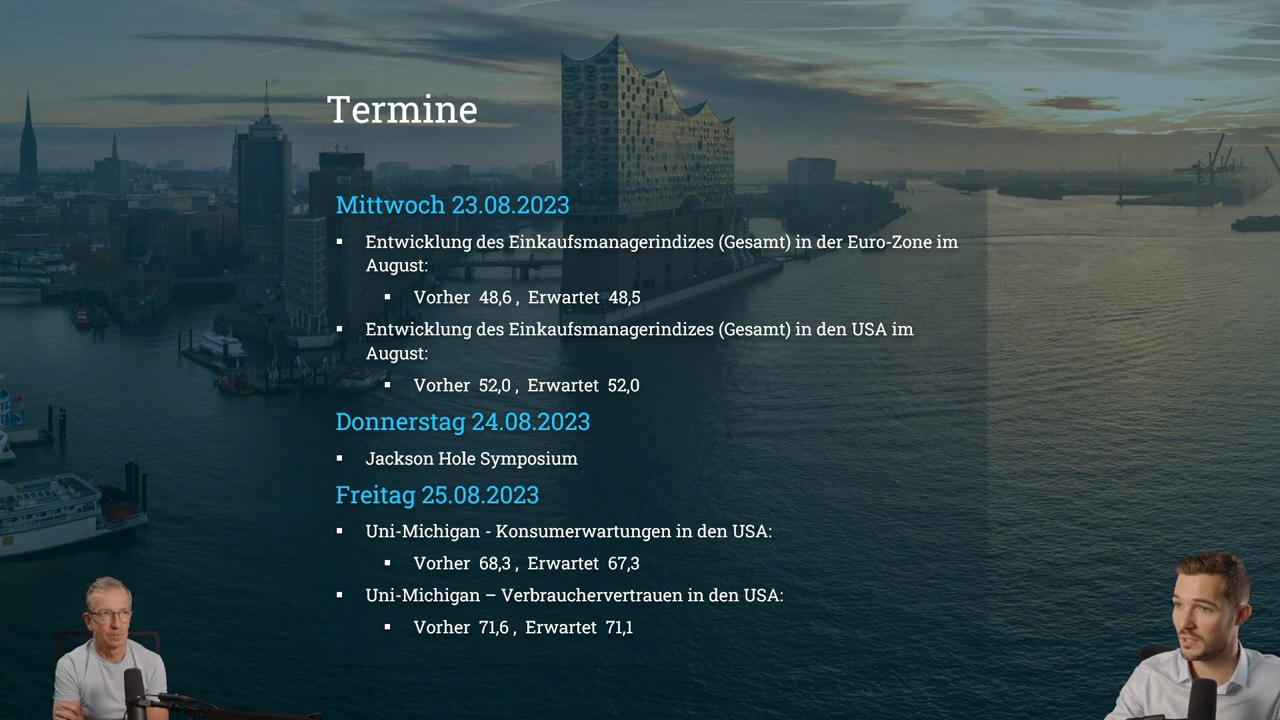 Termine
Mittwoch 23.08.2023
▪ Entwicklung des Einkaufsmanagerindizes (Gesamt) in der Euro-Zone im
August:
▪ Vorher 48,6 , Erwartet 48,5
▪ Entwicklung des Einkaufsmanagerindizes (Gesamt) in den USA im
August:
▪ Vorher 52,0 , Erwartet 52,0
Donnerstag 24.08.2023
▪ Jackson Hole Symposium
Freitag 25.08.2023
▪ Uni-Michigan - Konsumerwartungen in den USA:
▪ Vorher 68,3 , Erwartet 67,3
▪ Uni-Michigan – Verbrauchervertrauen in den USA:
▪ Vorher 71,6 , Erwartet 71,1